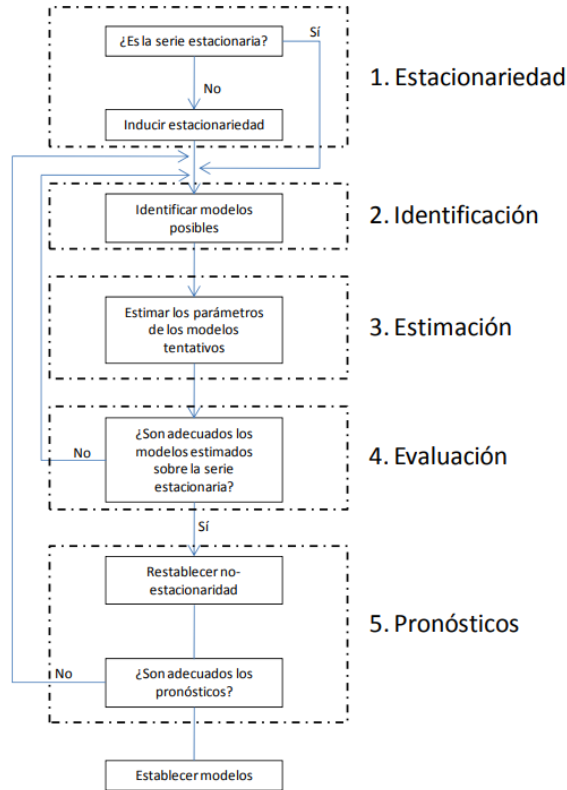 ¿Es la serie estacionaria?
Sí
No
Inducir estacionariedad
1. Estacionariedad
Identificar modelos
posibles
2. Identificación
Estimar los parámetros
de los modelos
tentativos
3. Estimación
¿Son adecuados los
modelos estimados
sobre la serie
estacionaria?
No
4. Evaluación
Sí
Restablecer no-
estacionaridad
5. Pronósticos
¿Son adecuados los
pronósticos?
No
Establecer modelos